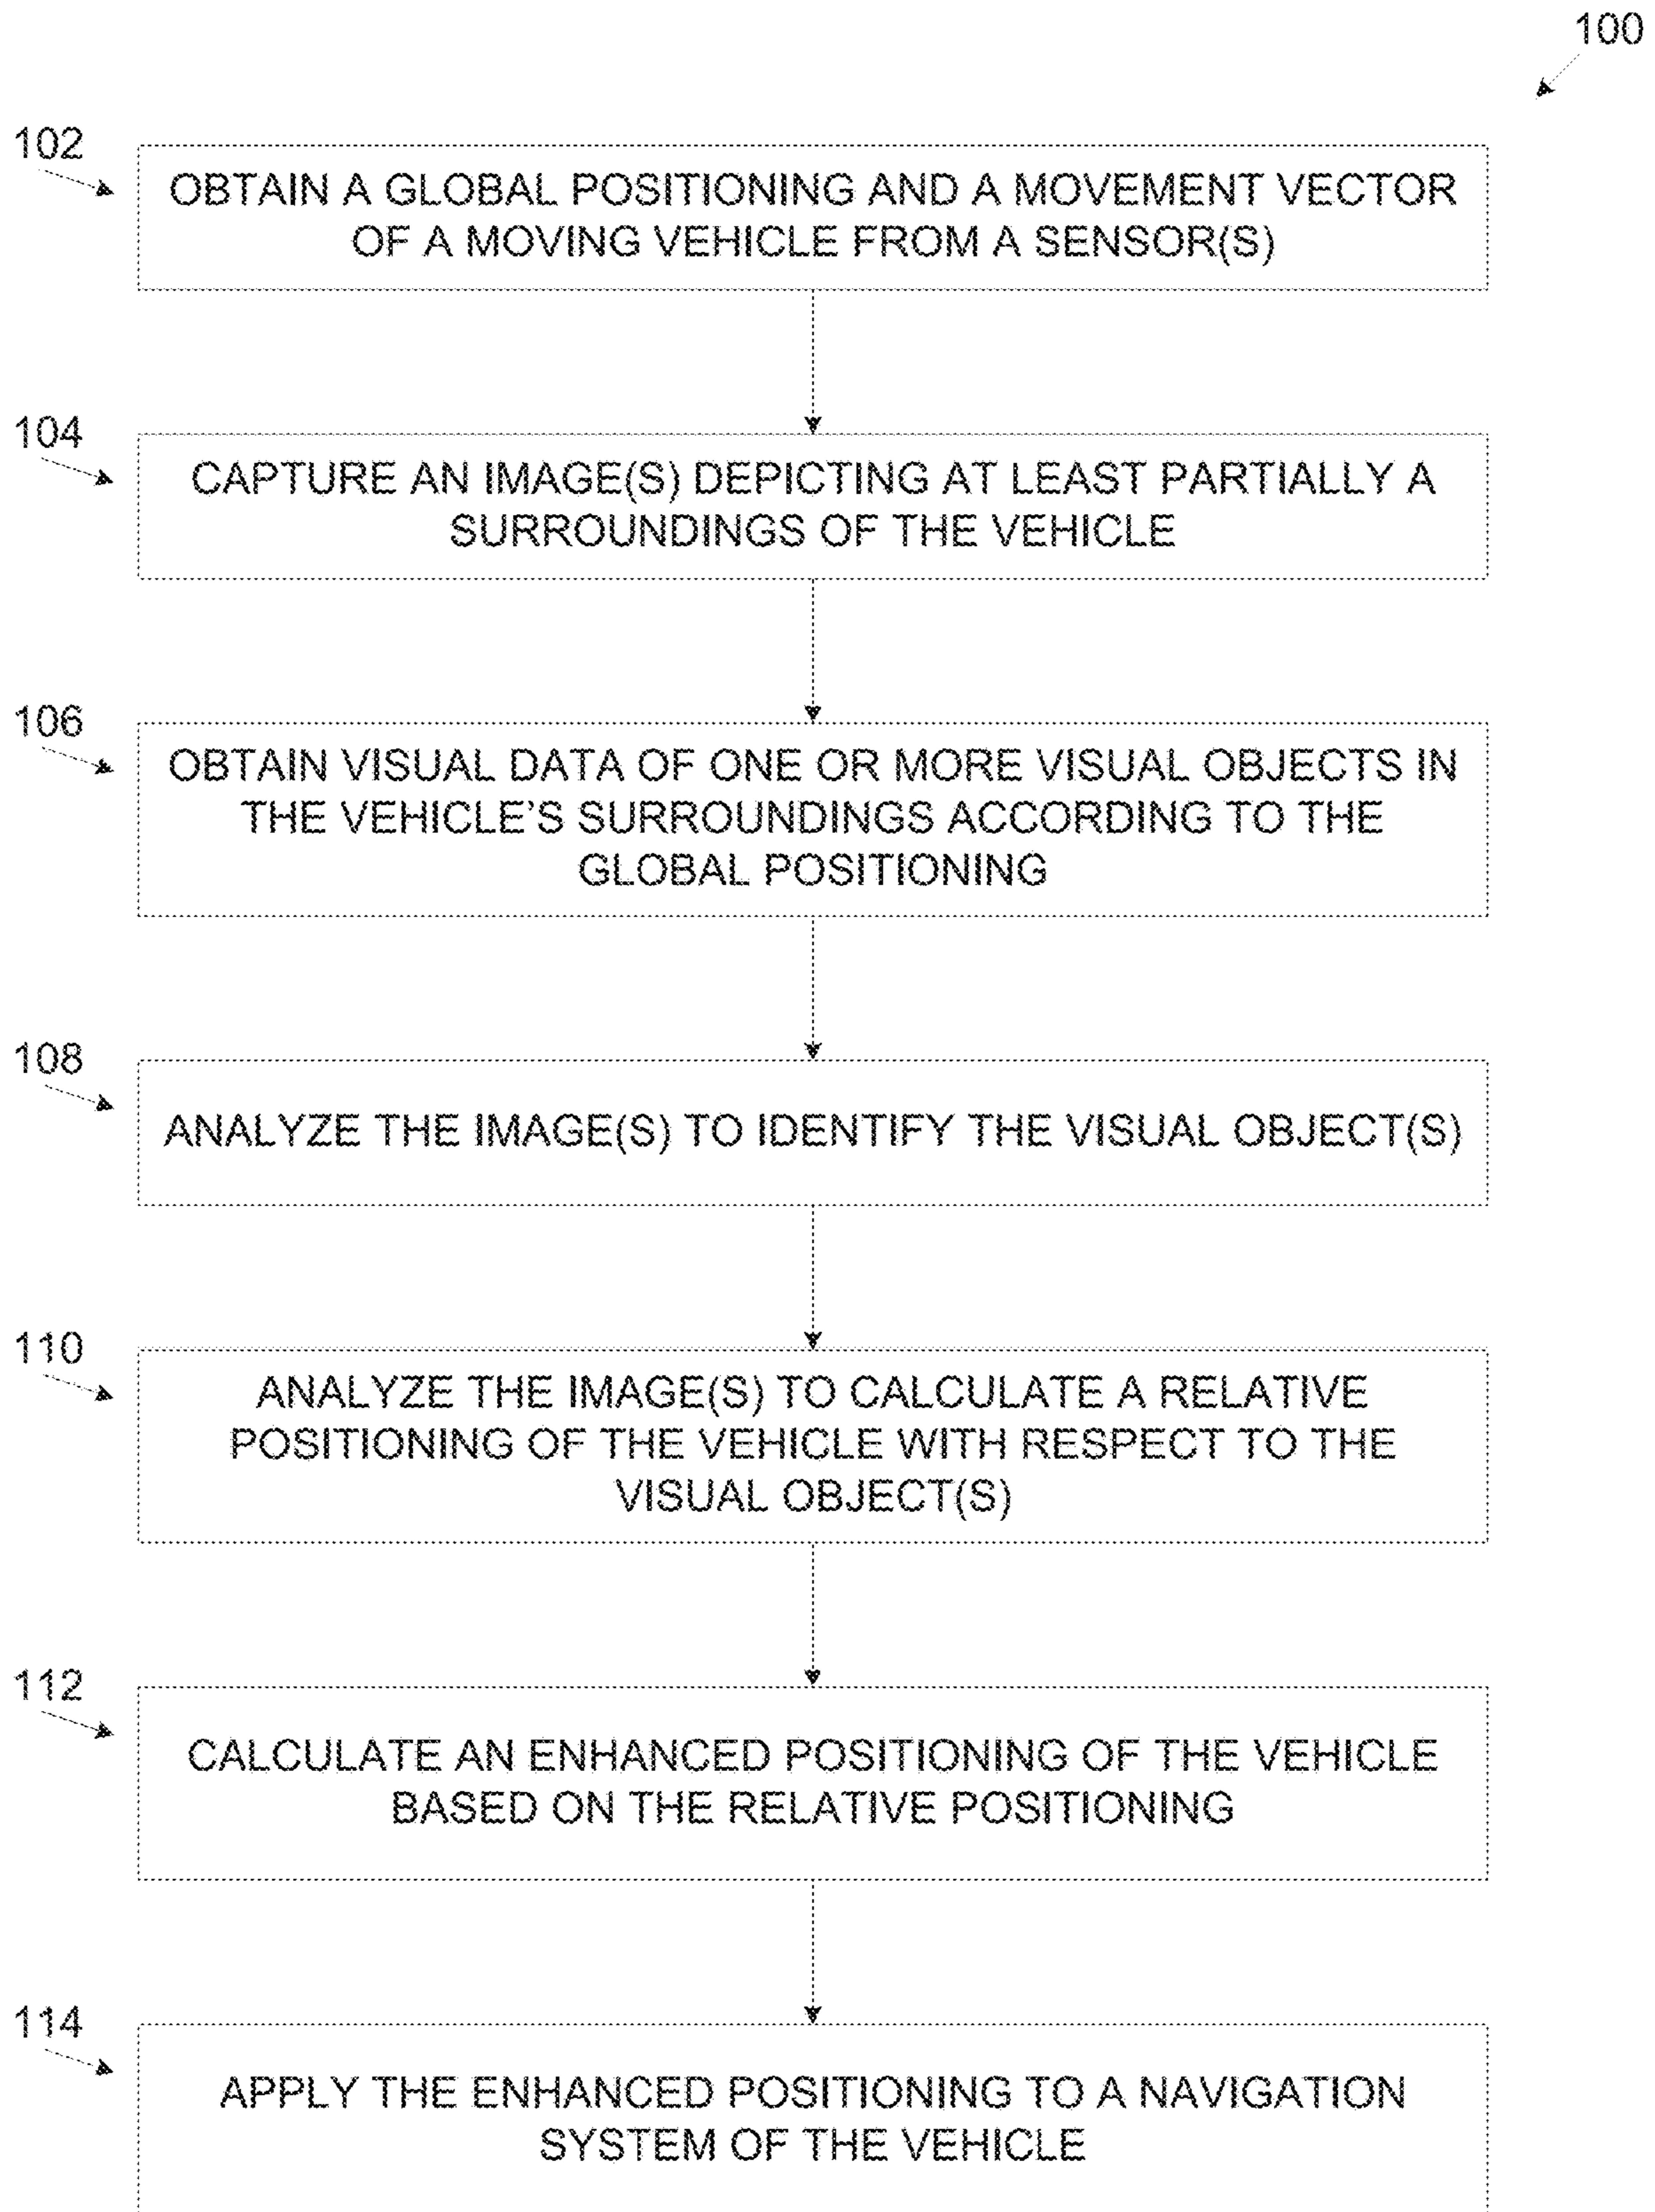 100
102
OBTAIN A GLOBAL POSITIONING AND A MOVEMENT VECTOR
OF A MOVING VEHICLE FROM A SENSOR(S)
104
CAPTURE AN IMAGE(S) DEPICTING AT LEAST PARTIALLY A
SURROUNDINGS OF THE VEHICLE
106
OBTAIN VISUAL DATA OF ONE OR MORE VISUAL OBJECTS IN
THE VEHICLE'S SURROUNDINGS ACCORDING TO THE
GLOBAL POSITIONING
108
ANALYZE THE IMAGE(S) TO IDENTIFY THE VISUAL OBJECT(S)
110
ANALYZE THE IMAGE(S) TO CALCULATE A RELATIVE
POSITIONING OF THE VEHICLE WITH RESPECT TO THE
VISUAL OBJECT(S)
112
CALCULATE AN ENHANCED POSITIONING OF THE VEHICLE
BASED ON THE RELATIVE POSITIONING
114
APPLY THE ENHANCED POSITIONING TO A NAVIGATION
SYSTEM OF THE VEHICLE